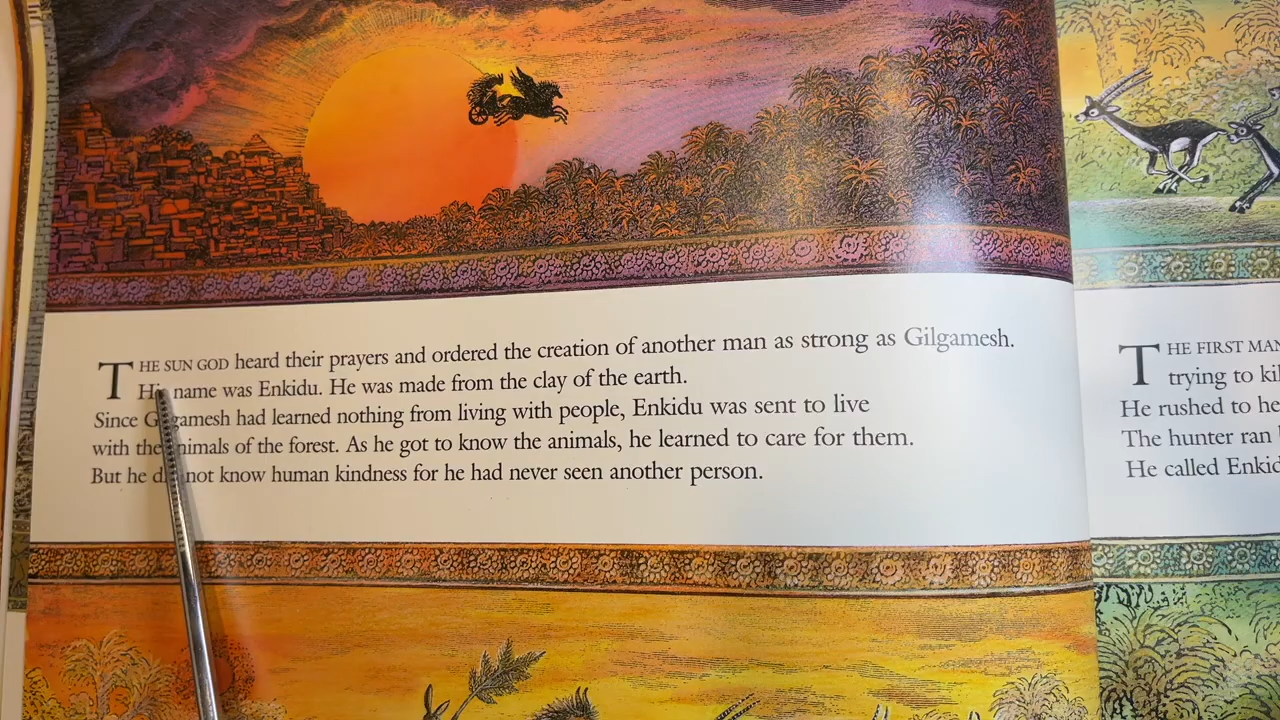 THE SUN GOD heard their prayers and ordered the creation of another man as strong as Gilgamesh.
His name was Enkidu. He was made from the clay of the earth.
Since Gilgamesh had learned nothing from living with people, Enkidu was sent to live
with the animals of the forest. As he got to know the animals, he learned to care for them.
But he did not know human kindness for he had never seen another person.
THE FIRST MAN
trying to
He rushed to
The hunter ran
He called